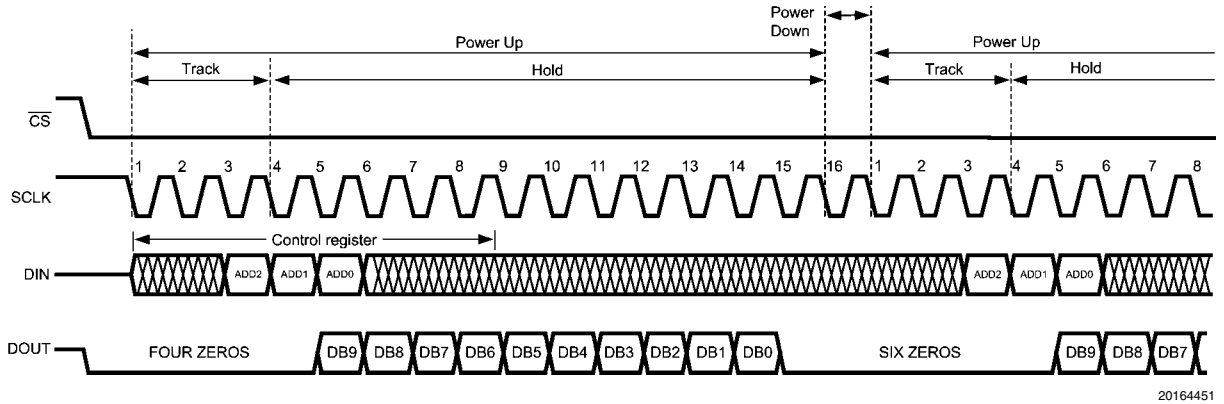 Power
Down
Power Up
Power Up
Track
Hold
Track
Hold
CS
SCLK
1 2 3 4 5 6 7 8 9 10 11 12 13 14 15 16 1 2 3 4 5 6 7 8
Control register
DIN
ADD2 ADD1 ADD0 ADD2 ADD1 ADD0
DOUT
FOUR ZEROS DB9 DB8 DB7 DB6 DB5 DB4 DB3 DB2 DB1 DB0 SIX ZEROS DB9 DB8 DB7
20164451